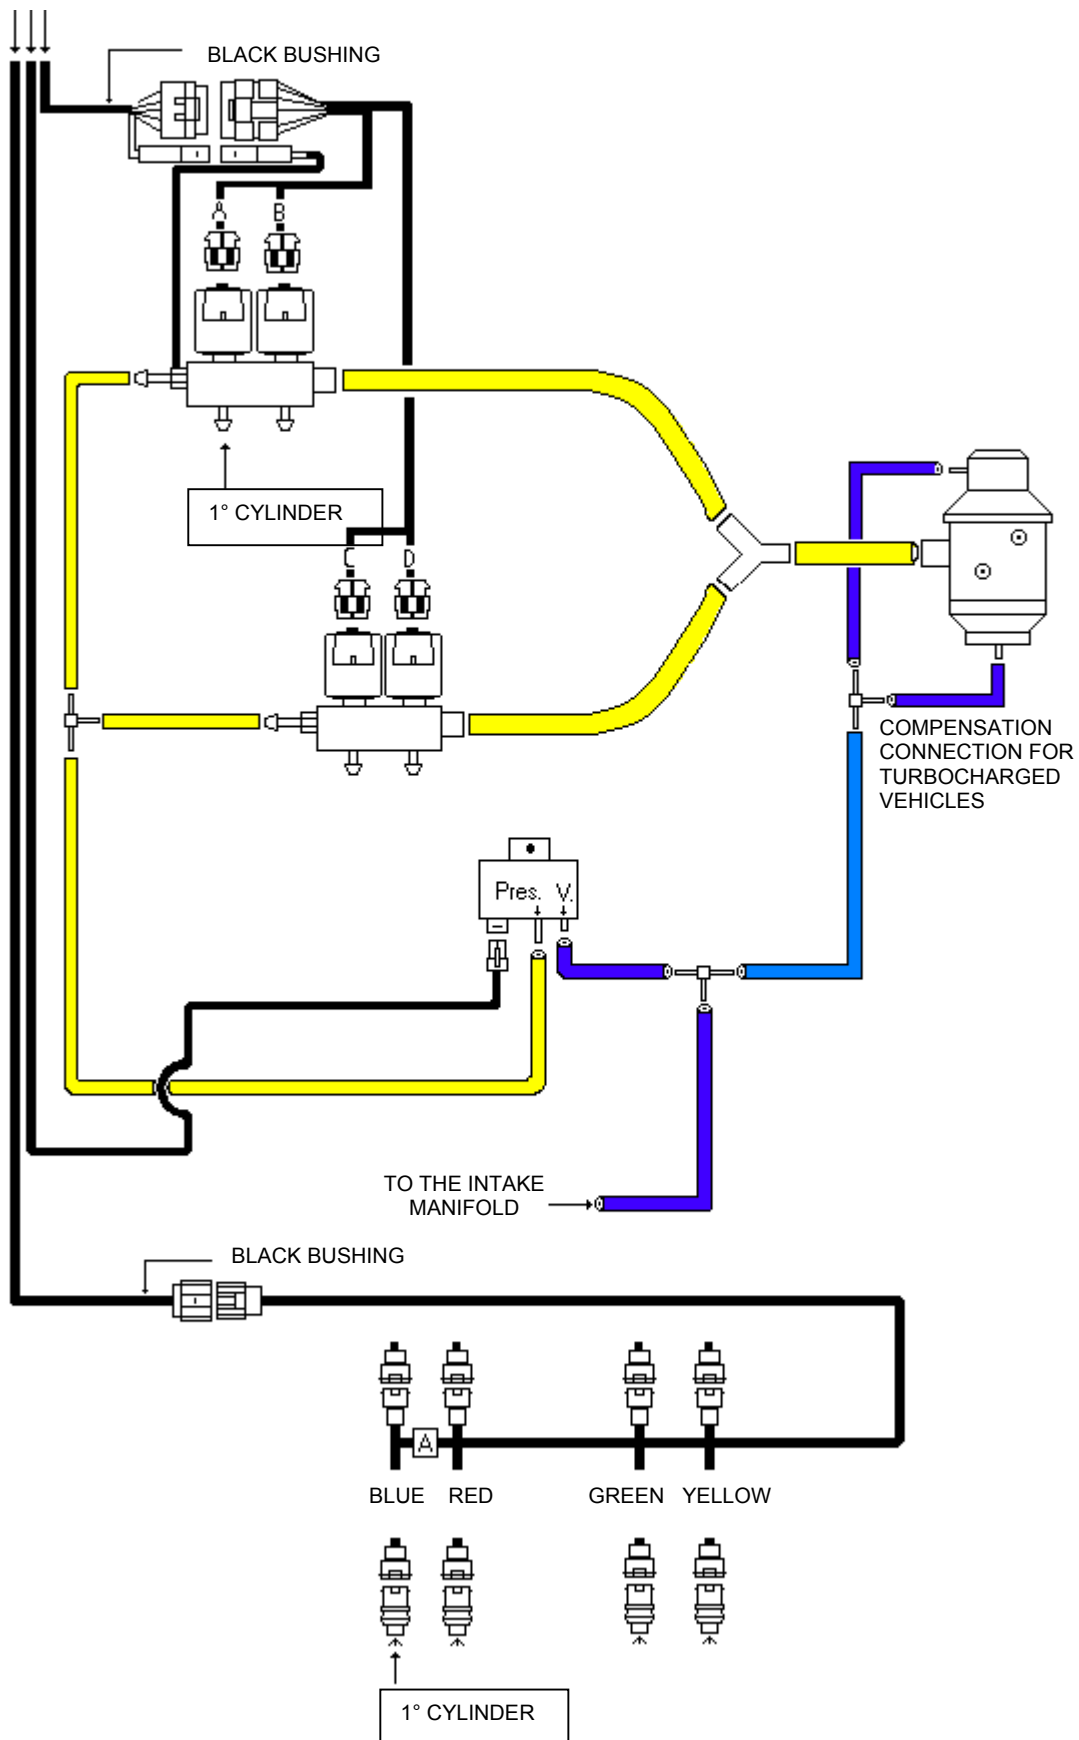 BLACK BUSHING
A B
1° CYLINDER
C D
COMPENSATION
CONNECTION FOR
TURBOCHARGED
VEHICLES
Pres. V.
TO THE INTAKE
MANIFOLD
BLACK BUSHING
A
BLUE RED GREEN YELLOW
1° CYLINDER